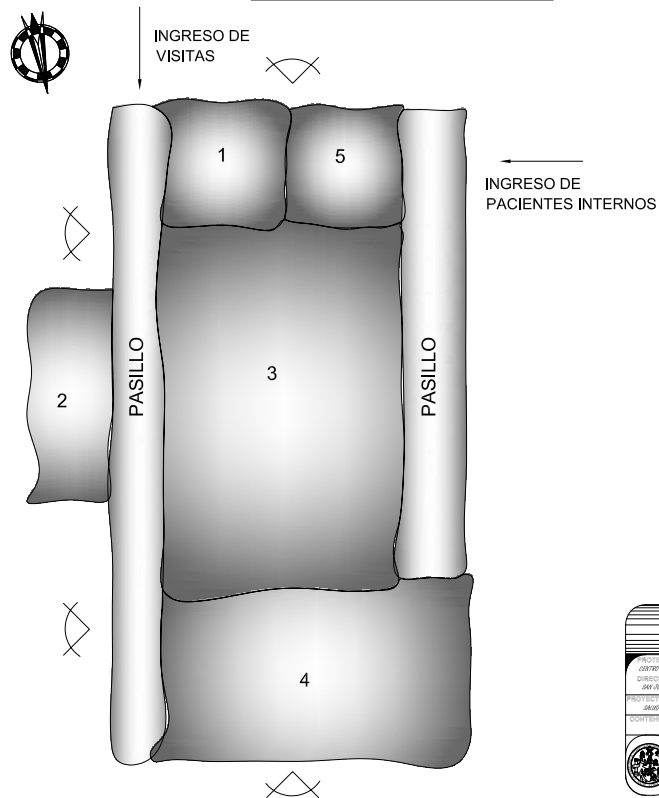 INGRESO DE
VISITAS
1
5
INGRESO DE
PACIENTES INTERNOS
PASILLO
PASILLO
2
3
4